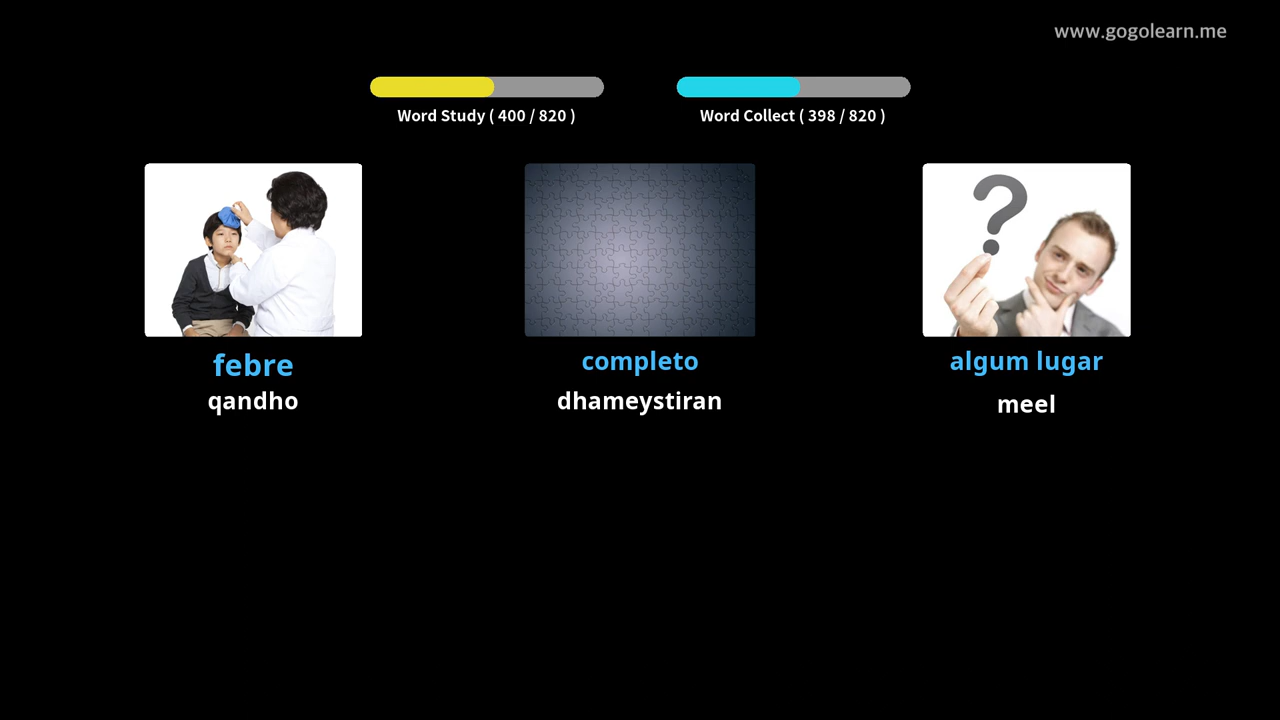 www.gogolearn.me
Word Study ( 400 / 820 )
Word Collect ( 398 / 820 )
febre
qandho
completo
dhameystiran
algum lugar
meel